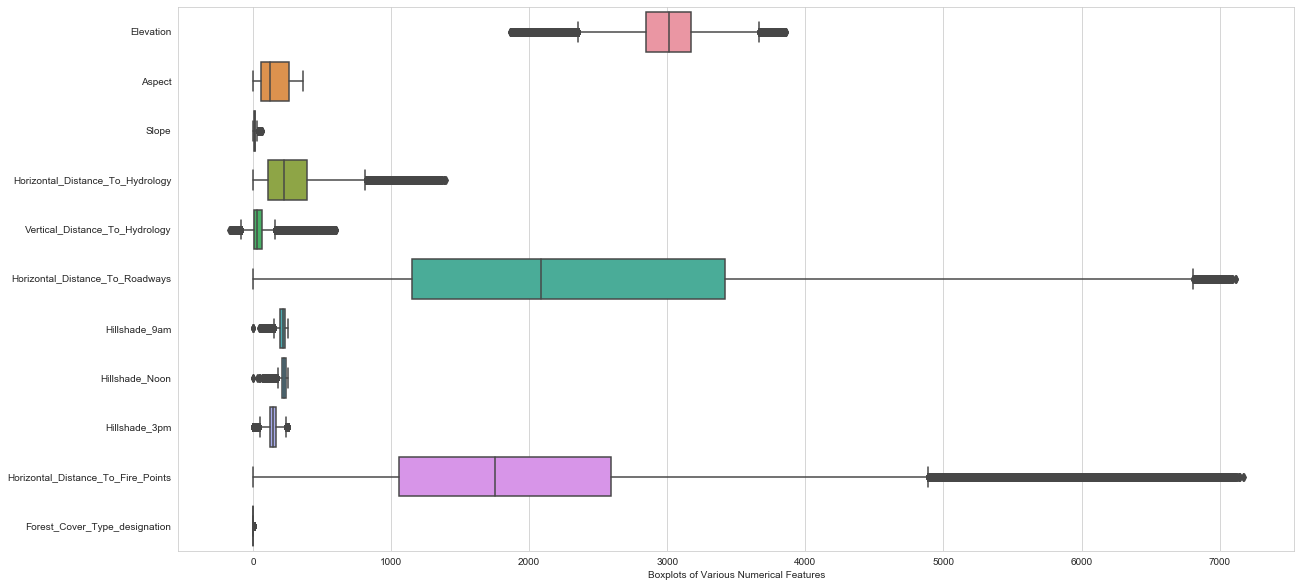 Elevation
Aspect
Slope
Horizontal_Distance_To_Hydrology
Vertical_Distance_To_Hydrology
Horizontal_Distance_To_Roadways
Hillshade_9am
Hillshade_Noon
Hillshade_3pm
Horizontal_Distance_To_Fire_Points
Forest_Cover_Type_designation
0 1000 2000 3000 4000 5000 6000 7000
Boxplots of Various Numerical Features